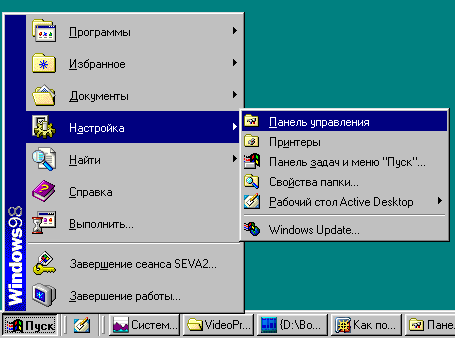 Программы
Избранное
Документы
Настройка
Найти
Справка
Выполнить...
Завершение сеанса SEVA2...
Завершение работы...
Windows98
Панель управления
Принтеры
Панель задач и меню "Пуск"...
Свойства папки...
Рабочий стол Active Desktop
Windows Update...
Пуск
Систем...
VideoPr...
{D:\Bo...
Как по...
Пане